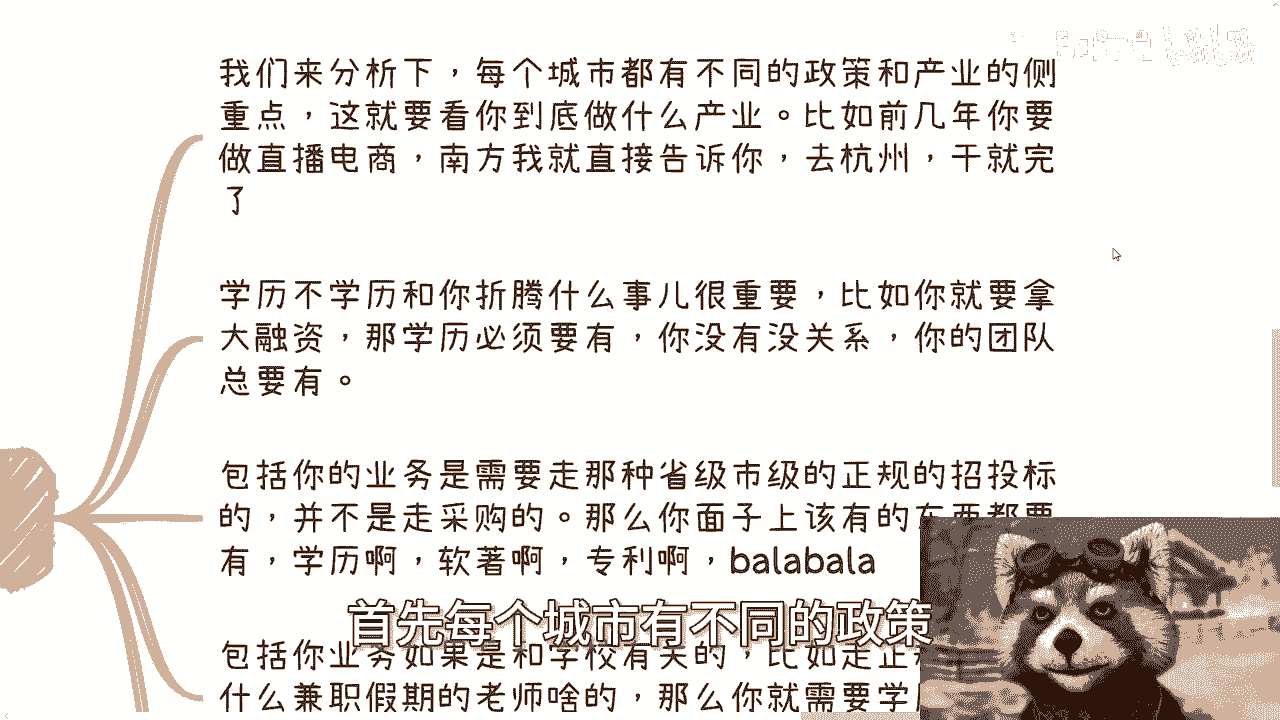 我们来分析下，每个城市都有不同的政策和产业的侧
重点，这就要看你到底做什么产业。比如前几年你要
做直播电商，南方我就直接告诉你，去杭州，干就完
了
学历不学历和你折腾什么事儿很重要，比如你就要拿
大融资，那学历必须要有，你没有没关系，你的团队
总要有。
包括你的业务是需要走那种省级市级的正规的招投标
的，并不是走采购的。那么你面子上该有的东西都要
有，学历啊，软著啊，专利啊，balabala
首先每个城市有不同的政策
包括你业务如果是和学校有关的，比如走正
什么兼职假期的老师啥的，那么你就需要学